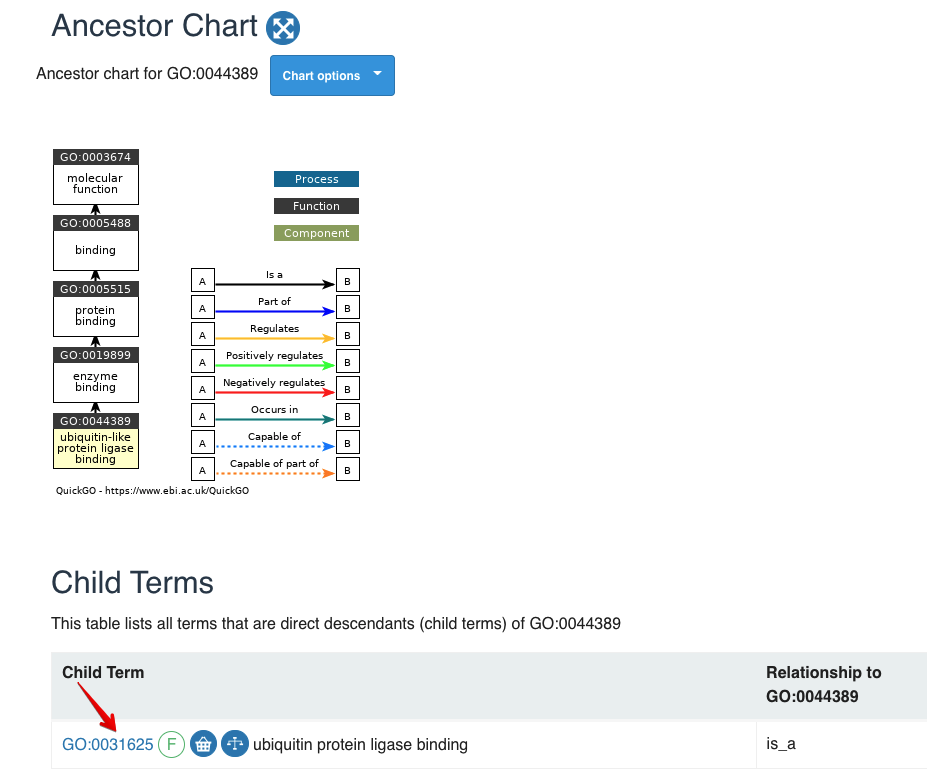 Ancestor Chart
Ancestor chart for GO:0044389
Chart options
GO:0003674
molecular
function
GO:0005488
binding
GO:0005515
protein
binding
GO:0019899
enzyme
binding
GO:0044389
ubiquitin-like
protein ligase
binding
Process
Function
Component
A Is a B
A Part of B
A Regulates B
A Positively regulates B
A Negatively regulates B
A Occurs in B
A Capable of B
A Capable of part of B
QuickGO - https://www.ebi.ac.uk/QuickGO
Child Terms
This table lists all terms that are direct descendants (child terms) of GO:0044389
Child Term
Relationship to
GO:0044389
GO:0031625 F ubiquitin protein ligase binding
is_a